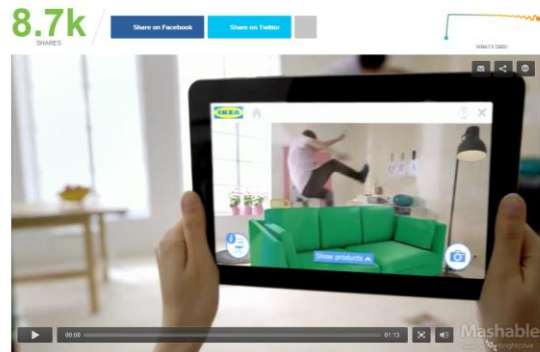 8.7k
SHARES
Share on Facebook
Share on Twitter
WHAT'S THIS?
IKEA
Show products
00:00
01:13
Mashable
brightcove